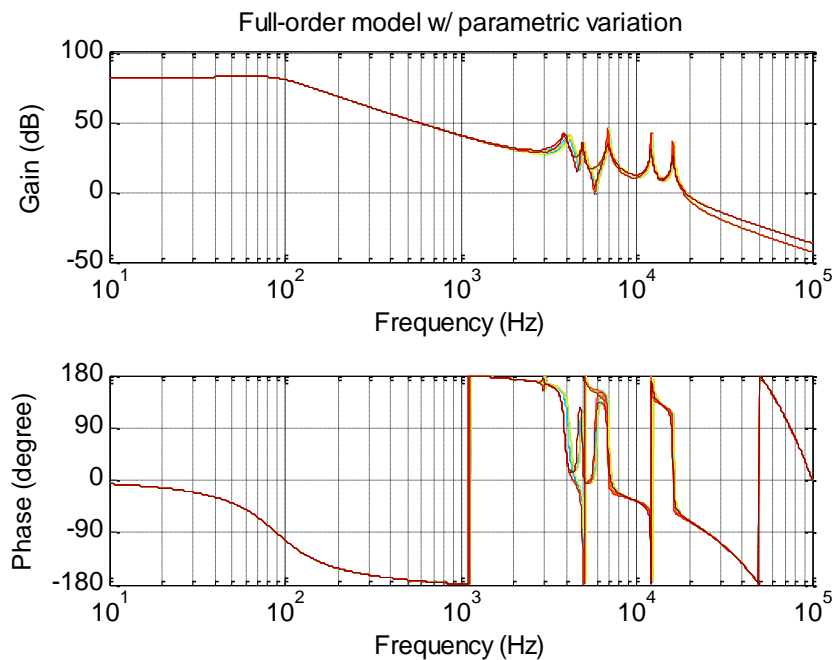 Full-order model w/ parametric variation
100
50
0
-50
Gain (dB)
10^1 10^2 10^3 10^4 10^5
Frequency (Hz)
180
90
0
-90
-180
Phase (degree)
10^1 10^2 10^3 10^4 10^5
Frequency (Hz)